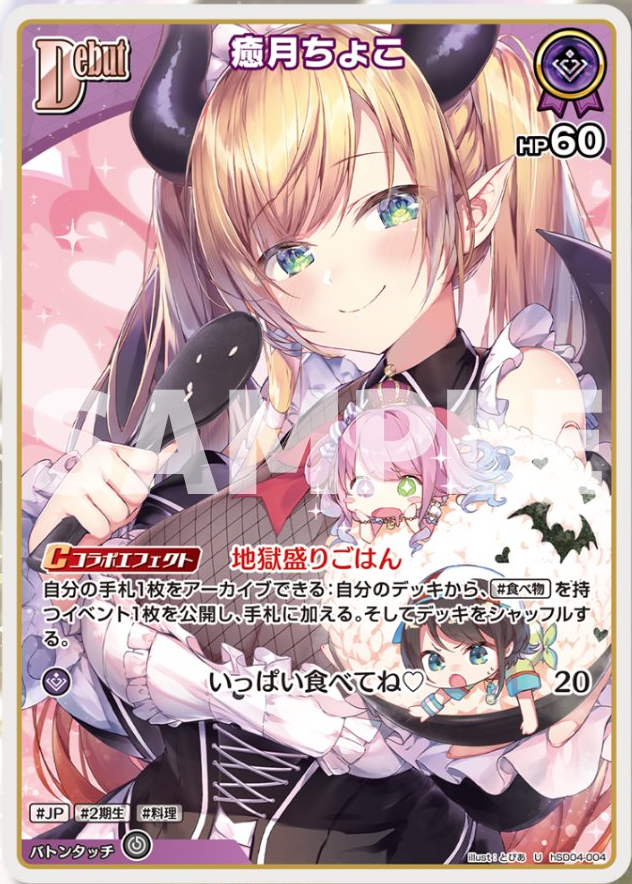 Debut
癒月ちょこ
HP60
SAMPLE
Cコラボエフェクト 地獄盛りごはん
自分の手札1枚をアーカイブできる：自分のデッキから、#食べ物を持
つイベント1枚を公開し、手札に加える。そしてデッキをシャッフルす
る。
いっぱい食べてね♡ 20
#JP #2期生 #料理
バトンタッチ
illust：とぴあ U hSD04-004